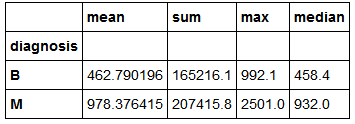 mean sum max median
diagnosis
B 462.790196 165216.1 992.1 458.4
M 978.376415 207415.8 2501.0 932.0